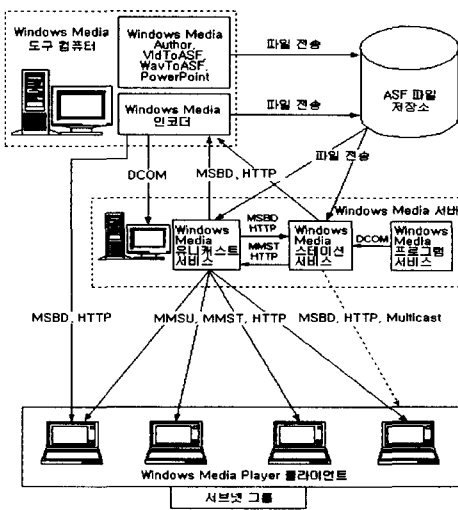 Windows Media
도구 컴퓨터
Windows Media
Author,
VidToASF,
WavToASF,
PowerPoint
Windows Media
인코더
파일 전송
파일 전송
ASF 파일
저장소
파일 전송
DCOM
MSBD, HTTP
Windows Media 서버
Windows
Media
유니캐스트
서비스
MSBD
HTTP
MMST
HTTP
Windows
Media
스테이션
서비스
DCOM
Windows
Media
프로그램
서비스
MSBD, HTTP
MMSU, MMST, HTTP
MSBD, HTTP, Multicast
Windows Media Player 클라이언트
서브넷 그룹